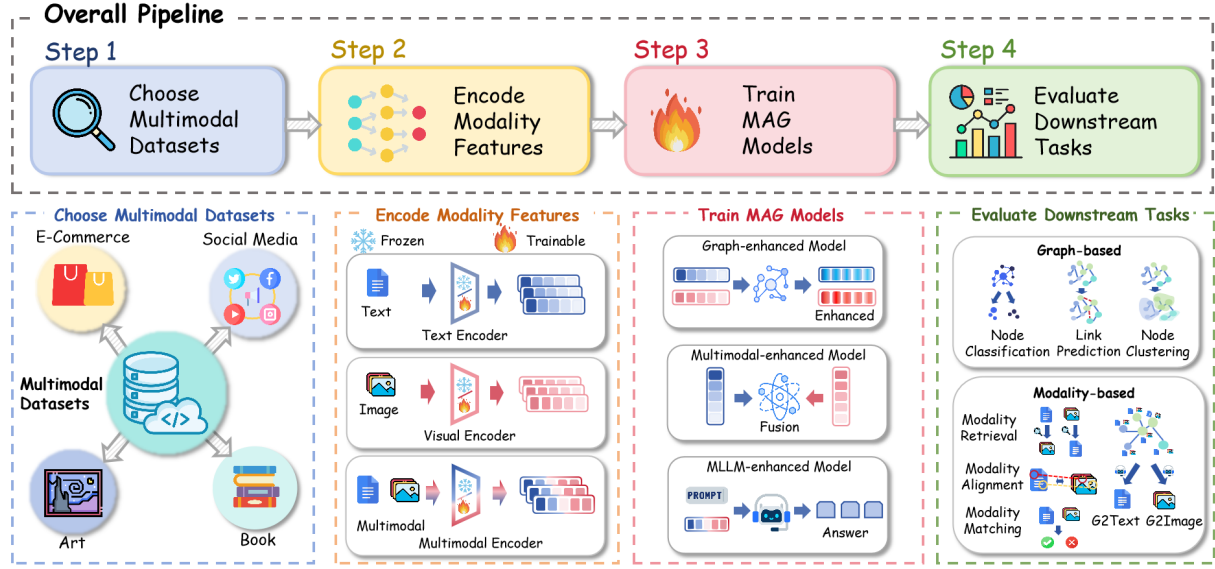 Overall Pipeline
Step 1
Choose
Multimodal
Datasets
Step 2
Encode
Modality
Features
Step 3
Train
MAG
Models
Step 4
Evaluate
Downstream
Tasks
Choose Multimodal Datasets
E-Commerce
Social Media
Multimodal
Datasets
</>
Art
Book
Encode Modality Features
Frozen
Trainable
Text
Text Encoder
Image
Visual Encoder
Multimodal
Multimodal Encoder
Train MAG Models
Graph-enhanced Model
Enhanced
Multimodal-enhanced Model
Fusion
MLLM-enhanced Model
PROMPT
Answer
Evaluate Downstream Tasks
Graph-based
Node
Classification
Link
Prediction
Node
Clustering
Modality-based
Modality
Retrieval
Modality
Alignment
Modality
Matching
G2Text
G2Image